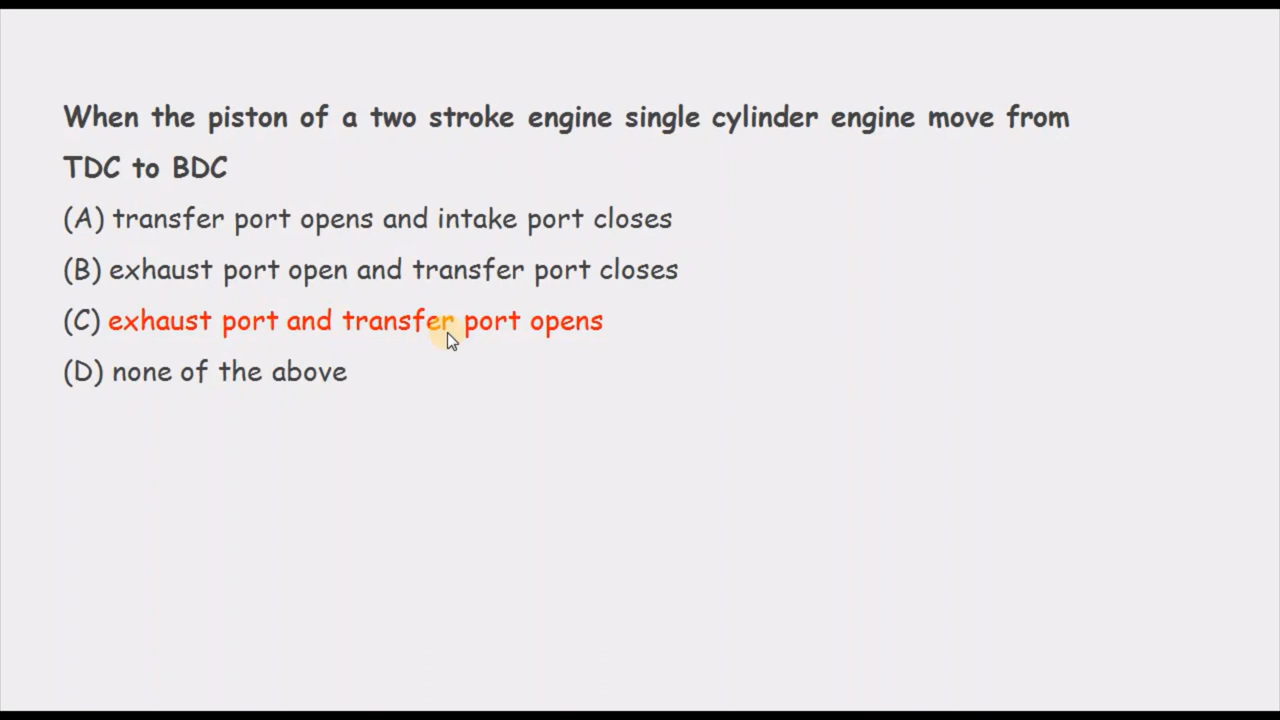 When the piston of a two stroke engine single cylinder engine move from
TDC to BDC
(A) transfer port opens and intake port closes
(B) exhaust port open and transfer port closes
(C) exhaust port and transfer port opens
(D) none of the above